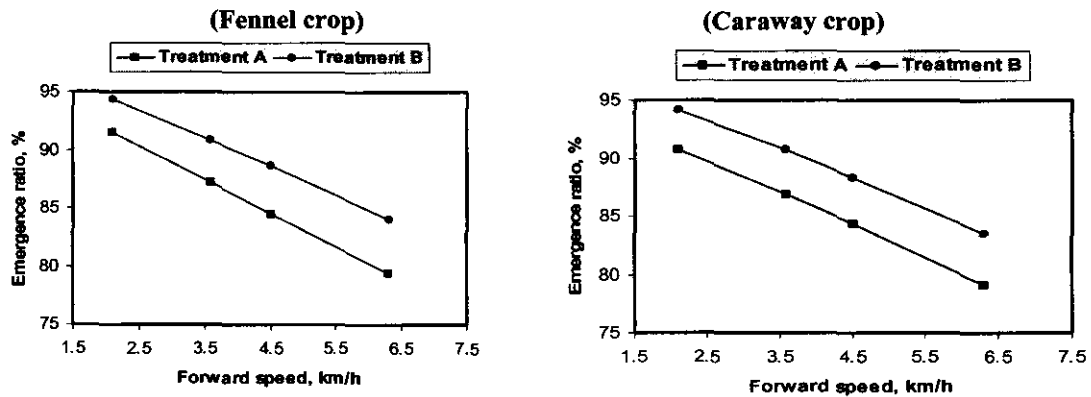 (Fennel crop)
Treatment A Treatment B
95
90
85
80
75
Emergence ratio, %
1.5 2.5 3.5 4.5 5.5 6.5 7.5
Forward speed, km/h
(Caraway crop)
Treatment A Treatment B
95
90
85
80
75
Emergence ratio, %
1.5 2.5 3.5 4.5 5.5 6.5 7.5
Forward speed, km/h